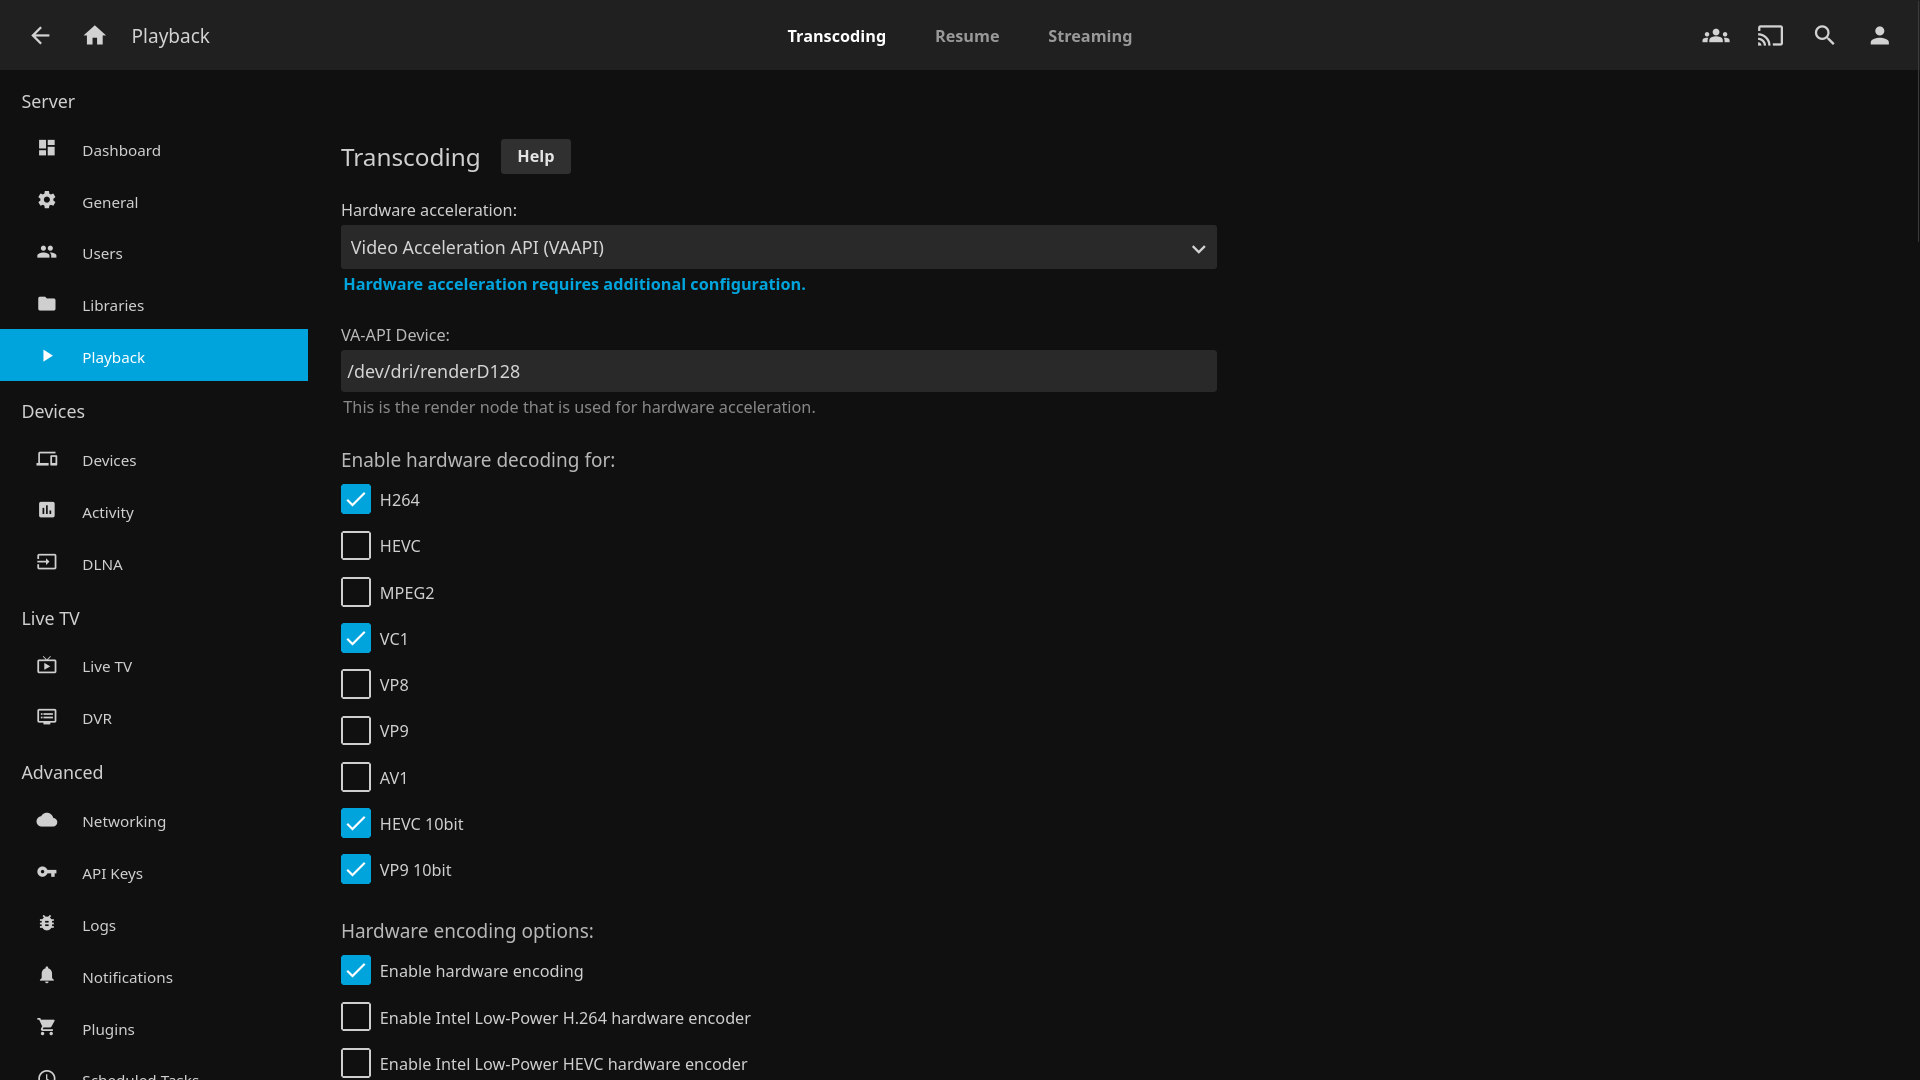 Playback
Transcoding
Resume
Streaming
Server
Dashboard
General
Users
Libraries
Playback
Devices
Devices
Activity
DLNA
Live TV
Live TV
DVR
Advanced
Networking
API Keys
Logs
Notifications
Plugins
Scheduled Tasks
Transcoding
Help
Hardware acceleration:
Video Acceleration API (VAAPI)
Hardware acceleration requires additional configuration.
VA-API Device:
/dev/dri/renderD128
This is the render node that is used for hardware acceleration.
Enable hardware decoding for:
H264
HEVC
MPEG2
VC1
VP8
VP9
AV1
HEVC 10bit
VP9 10bit
Hardware encoding options:
Enable hardware encoding
Enable Intel Low-Power H.264 hardware encoder
Enable Intel Low-Power HEVC hardware encoder